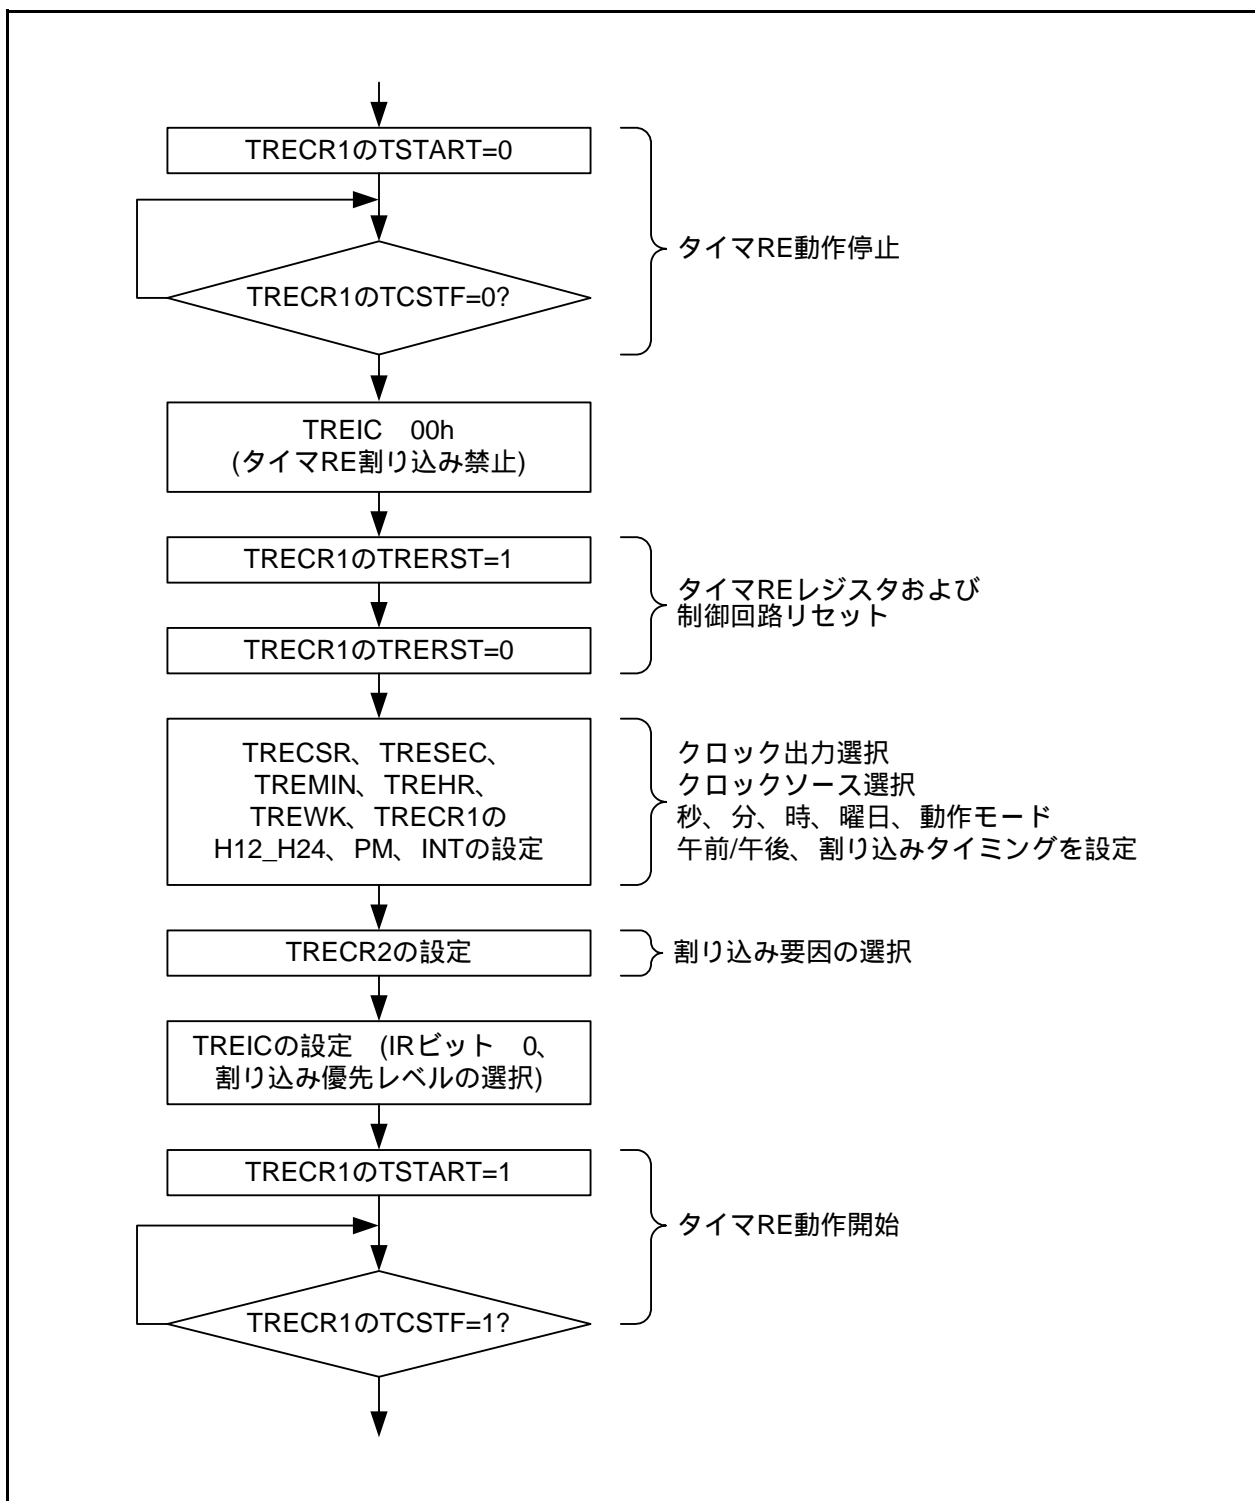 TRECR1のTSTART=0
タイマRE動作停止
TRECR1のTCSTF=0?
TREIC　00h
(タイマRE割り込み禁止)
TRECR1のTRERST=1
タイマREレジスタおよび
制御回路リセット
TRECR1のTRERST=0
TRECSR、TRESEC、
TREMIN、TREHR、
TREWK、TRECR1の
H12_H24、PM、INTの設定
クロック出力選択
クロックソース選択
秒、分、時、曜日、動作モード
午前/午後、割り込みタイミングを設定
TRECR2の設定
割り込み要因の選択
TREICの設定　(IRビット　0、
割り込み優先レベルの選択)
TRECR1のTSTART=1
タイマRE動作開始
TRECR1のTCSTF=1?